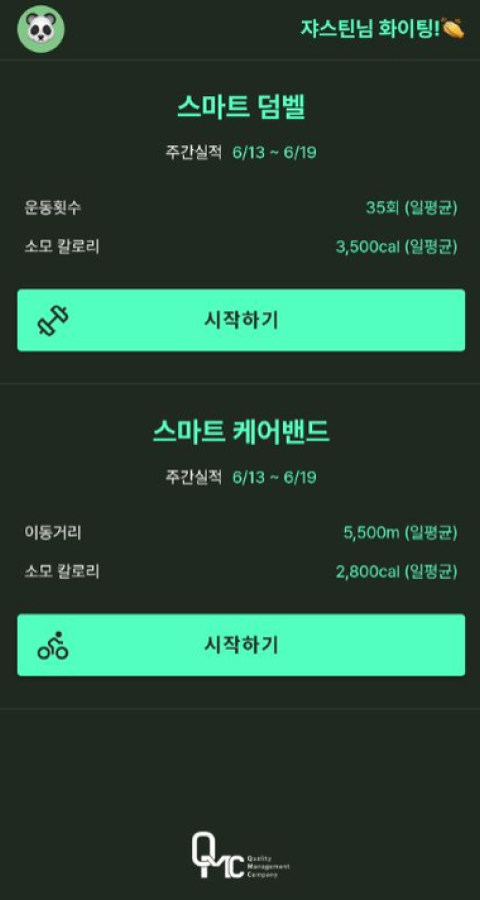 쟈스틴님 화이팅!👏
스마트 덤벨
주간실적 6/13 ~ 6/19
운동횟수 35회 (일평균)
소모 칼로리 3,500cal (일평균)
시작하기
스마트 케어밴드
주간실적 6/13 ~ 6/19
이동거리 5,500m (일평균)
소모 칼로리 2,800cal (일평균)
시작하기
QMC
Quality
Management
Company